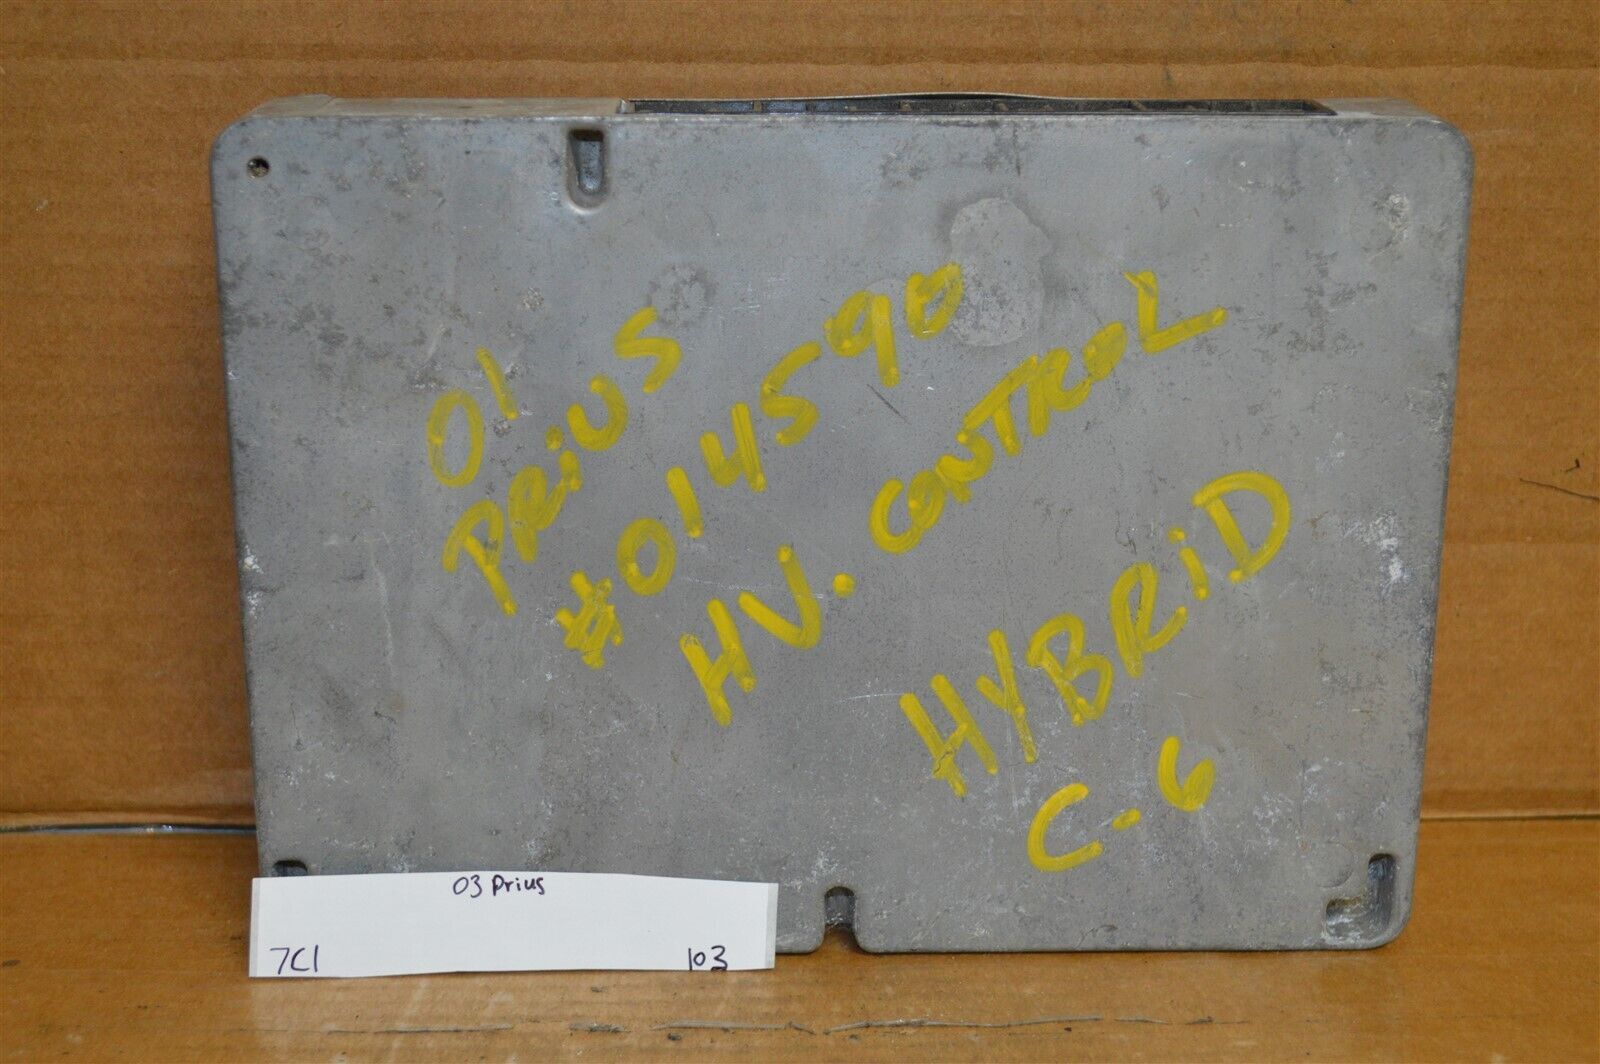 01
PRiUS
#014590
HV. CONTROL
HYBRiD
C-6
03 Prius
7C1
103